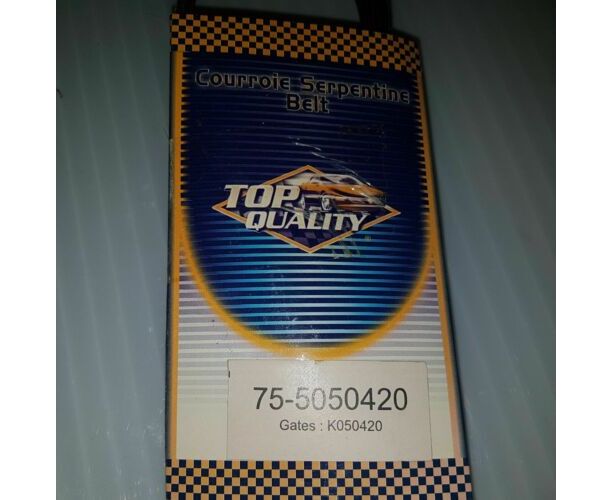 Courroie Serpentine
Belt
TOP
QUALITY
75-5050420
Gates : K050420